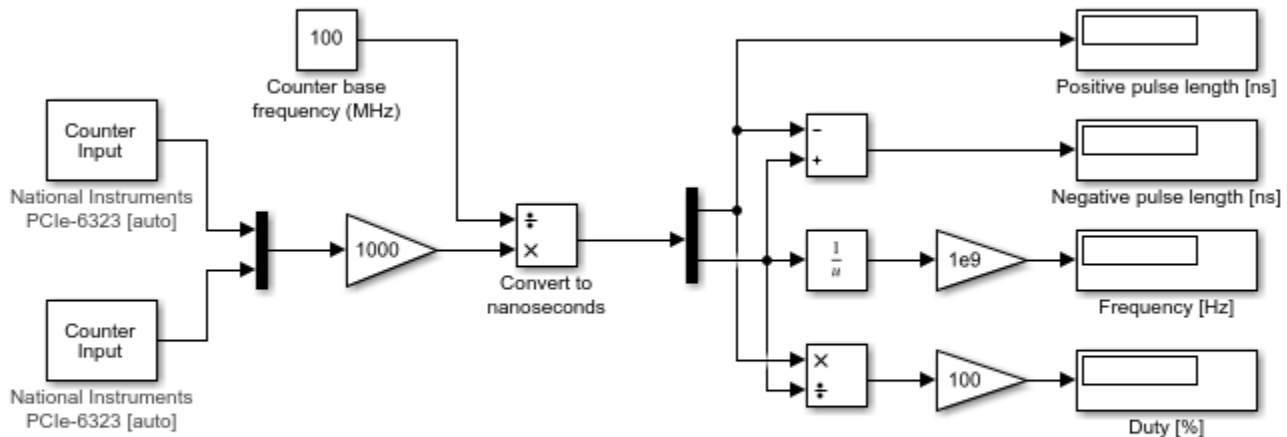 100
Counter base
frequency (MHz)
Counter
Input
National Instruments
PCIe-6323 [auto]
Counter
Input
National Instruments
PCIe-6323 [auto]
1000
÷
×
Convert to
nanoseconds
Positive pulse length [ns]
-
+
Negative pulse length [ns]
1
u
1e9
Frequency [Hz]
×
÷
100
Duty [%]